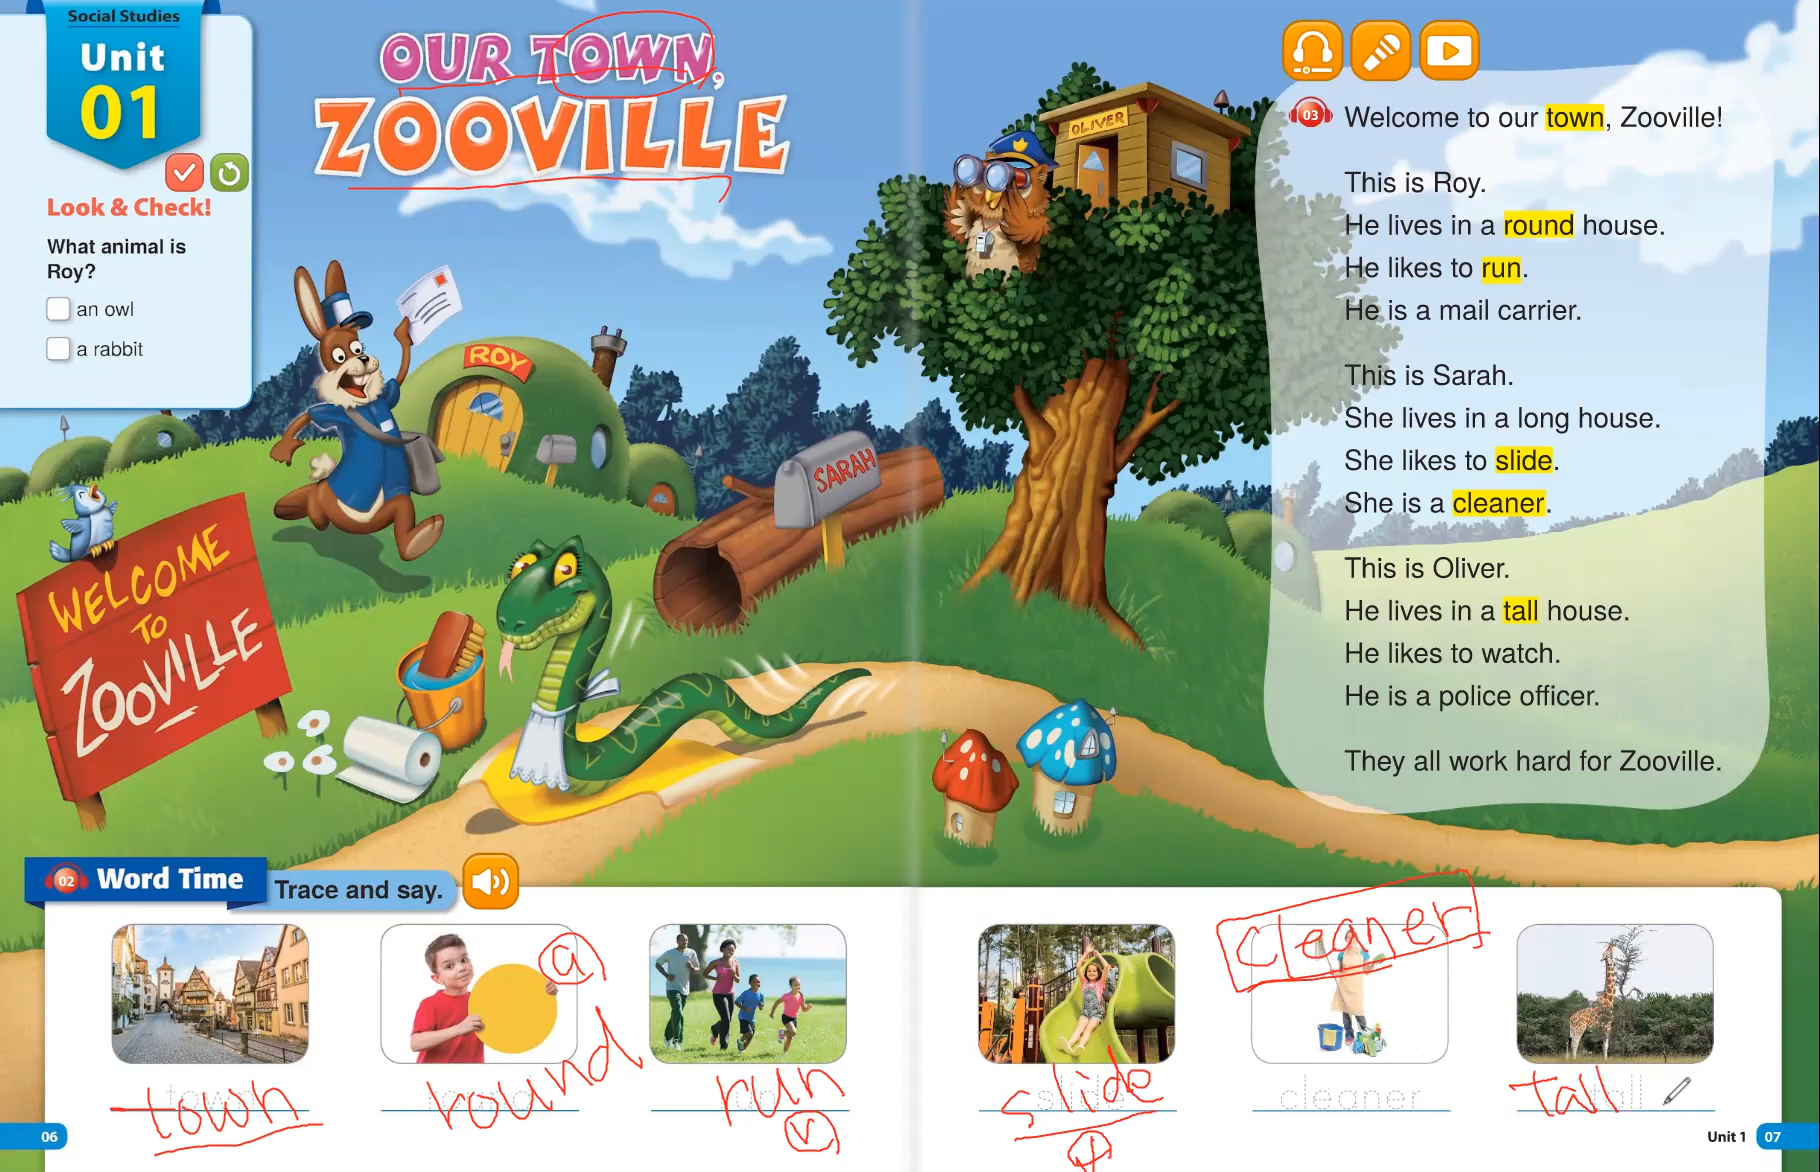 Social Studies
Unit
01
Look & Check!
What animal is
Roy?
an owl
a rabbit
OUR TOWN,
ZOOVILLE
ROY
SARAH
OLIVER
WELCOME
TO
ZOOVILLE
03
Welcome to our town, Zooville!
This is Roy.
He lives in a round house.
He likes to run.
He is a mail carrier.
This is Sarah.
She lives in a long house.
She likes to slide.
She is a cleaner.
This is Oliver.
He lives in a tall house.
He likes to watch.
He is a police officer.
They all work hard for Zooville.
02 Word Time
Trace and say.
cleaner
town
round
run
slide
cleaner
tall
06
Unit 1 07